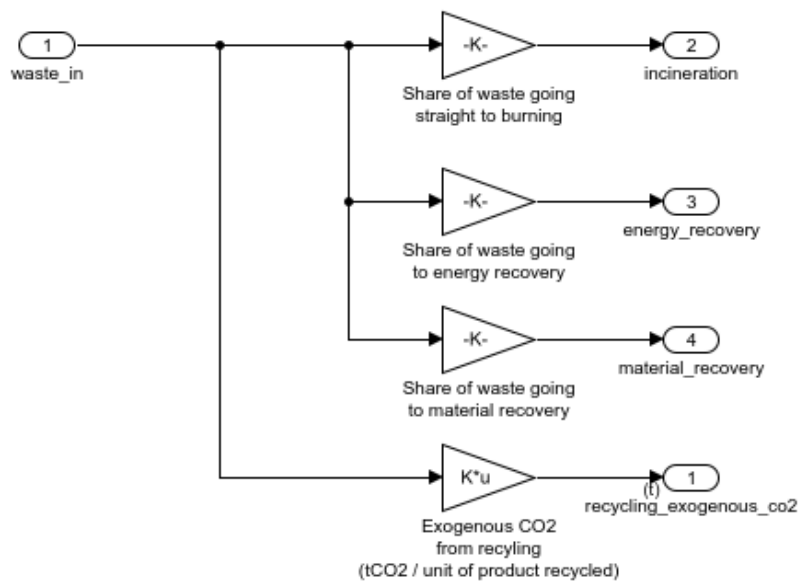 1
waste_in
-K-
Share of waste going
straight to burning
2
incineration
-K-
Share of waste going
to energy recovery
3
energy_recovery
-K-
Share of waste going
to material recovery
4
material_recovery
K*u
Exogenous CO2
from recyling
(tCO2 / unit of product recycled)
(t)
1
recycling_exogenous_co2